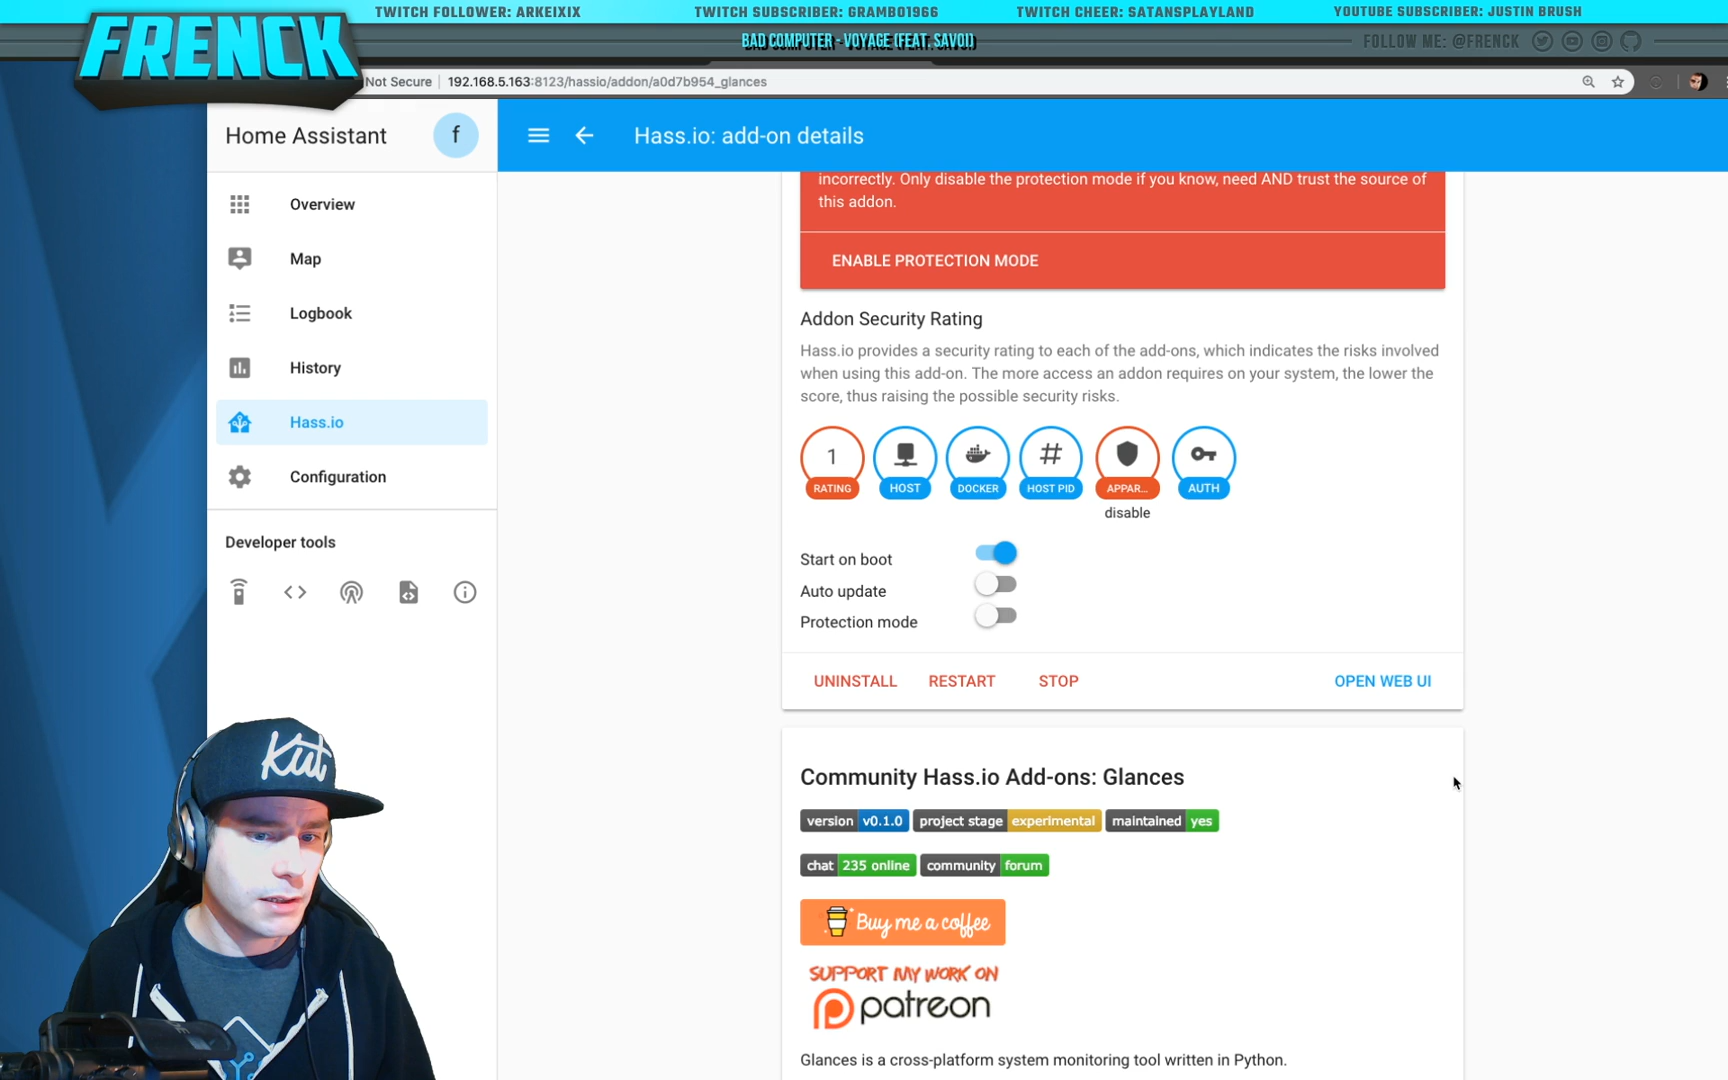 TWITCH FOLLOWER: ARKEIXIX
TWITCH SUBSCRIBER: GRAMBO1966
TWITCH CHEER: SATANSPLAYLAND
YOUTUBE SUBSCRIBER: JUSTIN BRUSH
FRENCK
BAD COMPUTER - VOYAGE (FEAT. SAVOI)
FOLLOW ME: @FRENCK
Not Secure
192.168.5.163:8123/hassio/addon/a0d7b954_glances
Home Assistant
f
Hass.io: add-on details
Overview
Map
Logbook
History
Hass.io
Configuration
Developer tools
incorrectly. Only disable the protection mode if you know, need AND trust the source of
this addon.
ENABLE PROTECTION MODE
Addon Security Rating
Hass.io provides a security rating to each of the add-ons, which indicates the risks involved
when using this add-on. The more access an addon requires on your system, the lower the
score, thus raising the possible security risks.
1
RATING
HOST
DOCKER
#
HOST PID
APPAR...
AUTH
disable
Start on boot
Auto update
Protection mode
UNINSTALL
RESTART
STOP
OPEN WEB UI
Community Hass.io Add-ons: Glances
version v0.1.0
project stage experimental
maintained yes
chat 235 online
community forum
Buy me a coffee
SUPPORT MY WORK ON
patreon
Glances is a cross-platform system monitoring tool written in Python.
Kut